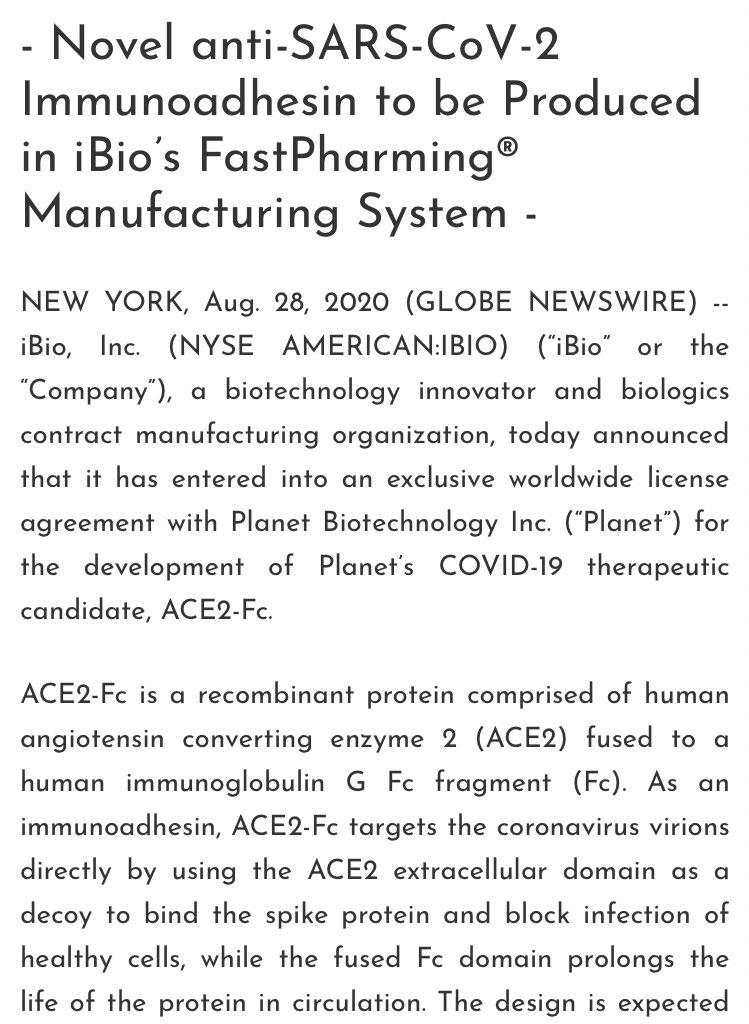 - Novel anti-SARS-CoV-2
Immunoadhesin to be Produced
in iBio’s FastPharming®
Manufacturing System -
NEW YORK, Aug. 28, 2020 (GLOBE NEWSWIRE) --
iBio, Inc. (NYSE AMERICAN:IBIO) (“iBio” or the
“Company”), a biotechnology innovator and biologics
contract manufacturing organization, today announced
that it has entered into an exclusive worldwide license
agreement with Planet Biotechnology Inc. (“Planet”) for
the development of Planet’s COVID-19 therapeutic
candidate, ACE2-Fc.
ACE2-Fc is a recombinant protein comprised of human
angiotensin converting enzyme 2 (ACE2) fused to a
human immunoglobulin G Fc fragment (Fc). As an
immunoadhesin, ACE2-Fc targets the coronavirus virions
directly by using the ACE2 extracellular domain as a
decoy to bind the spike protein and block infection of
healthy cells, while the fused Fc domain prolongs the
life of the protein in circulation. The design is expected